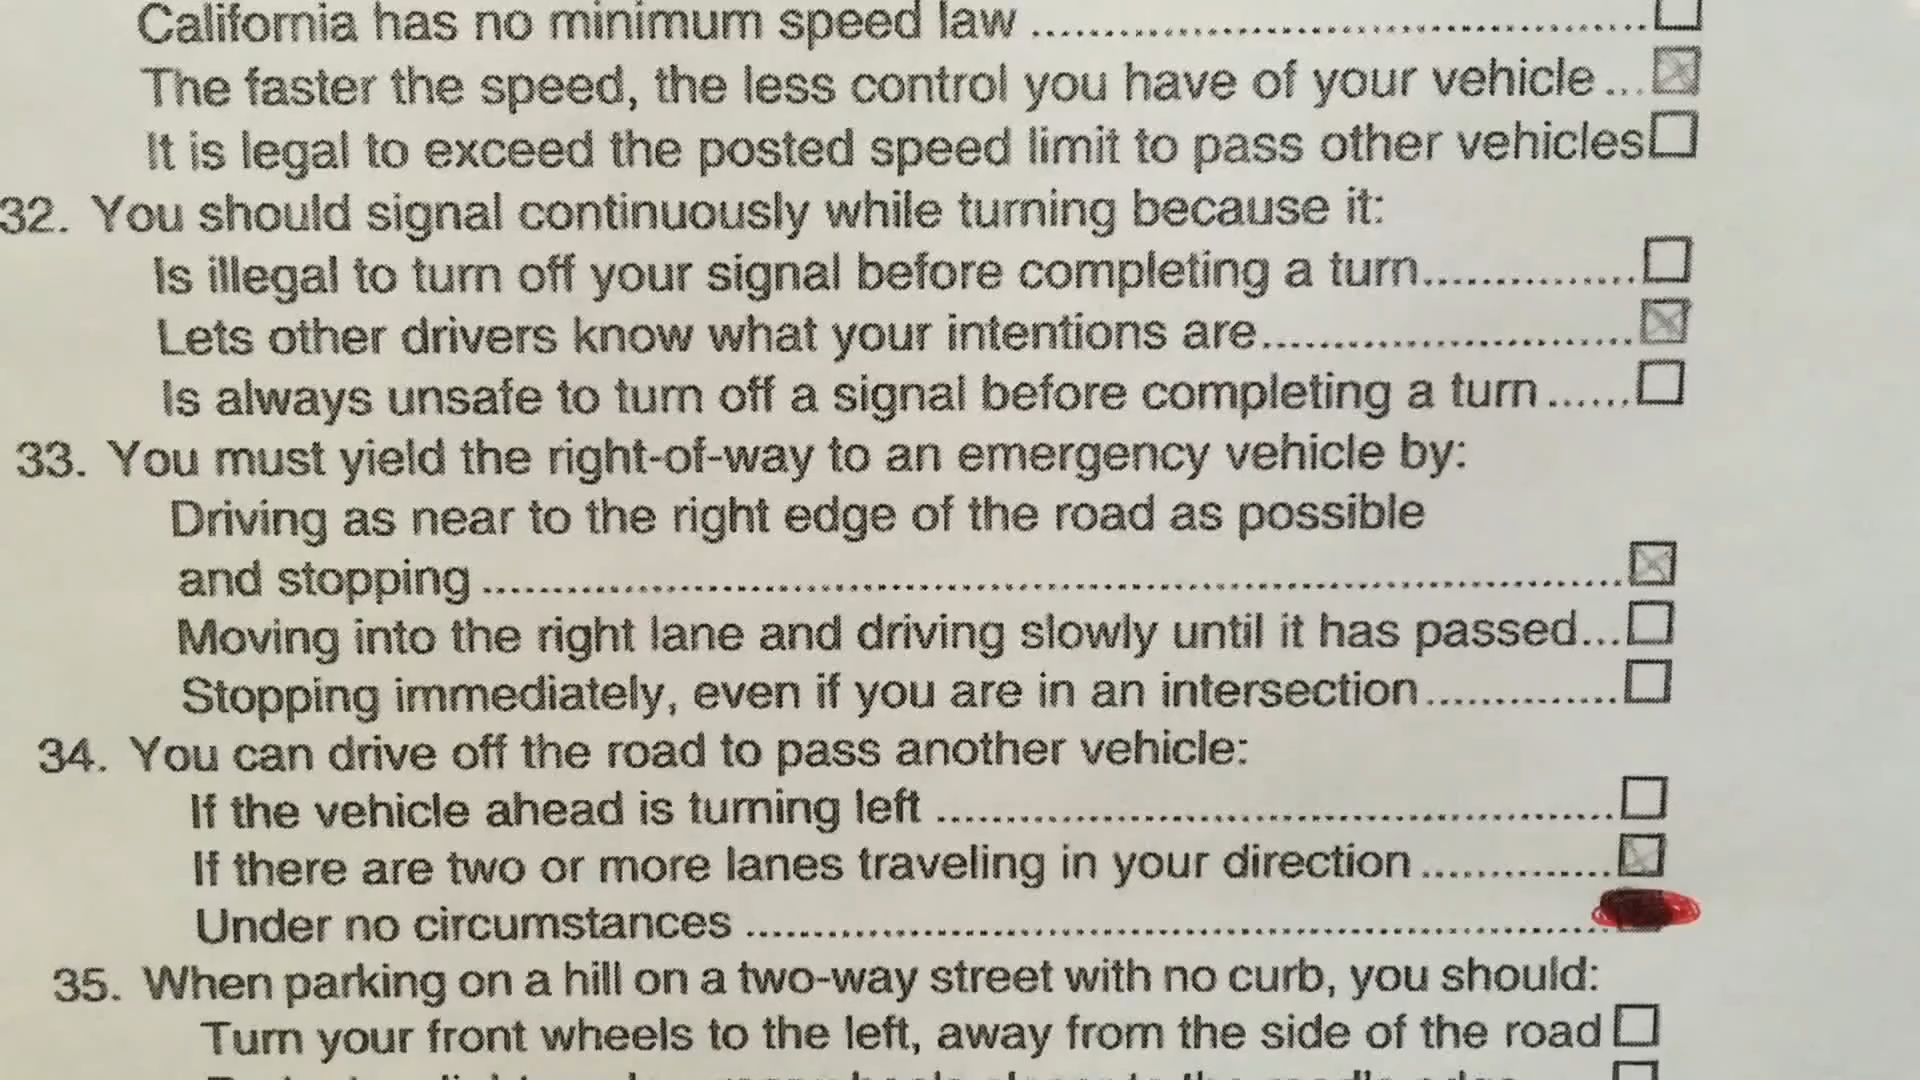 California has no minimum speed law ........................................
The faster the speed, the less control you have of your vehicle ...
It is legal to exceed the posted speed limit to pass other vehicles
32. You should signal continuously while turning because it:
Is illegal to turn off your signal before completing a turn...............
Lets other drivers know what your intentions are..........................
Is always unsafe to turn off a signal before completing a turn ......
33. You must yield the right-of-way to an emergency vehicle by:
Driving as near to the right edge of the road as possible
and stopping ................................................................................
Moving into the right lane and driving slowly until it has passed...
Stopping immediately, even if you are in an intersection.............
34. You can drive off the road to pass another vehicle:
If the vehicle ahead is turning left ...............................................
If there are two or more lanes traveling in your direction .............
Under no circumstances ............................................................
35. When parking on a hill on a two-way street with no curb, you should:
Turn your front wheels to the left, away from the side of the road